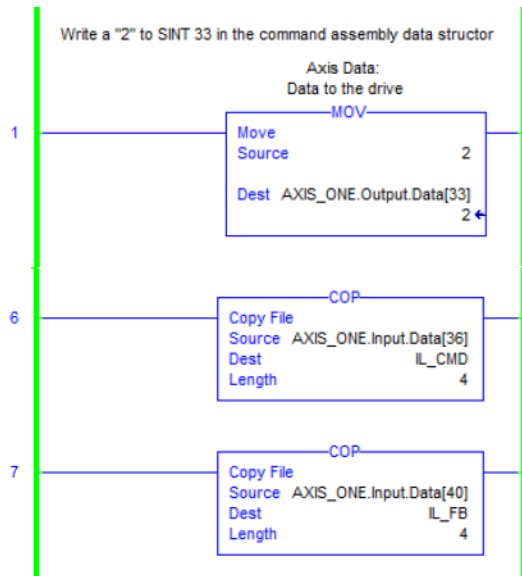 Write a "2" to SINT 33 in the command assembly data structor
Axis Data:
Data to the drive
MOV
1
Move
Source 2
Dest AXIS_ONE.Output.Data[33]
2
COP
6
Copy File
Source AXIS_ONE.Input.Data[36]
Dest IL_CMD
Length 4
COP
7
Copy File
Source AXIS_ONE.Input.Data[40]
Dest IL_FB
Length 4